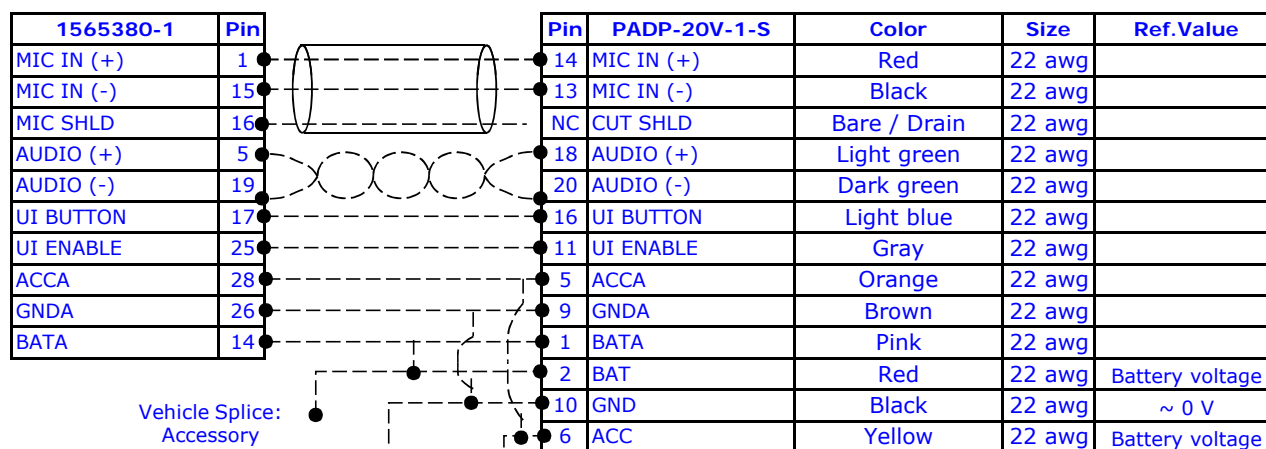 1565380-1 Pin Pin PADP-20V-1-S Color Size Ref.Value
MIC IN (+) 1 14 MIC IN (+) Red 22 awg
MIC IN (-) 15 13 MIC IN (-) Black 22 awg
MIC SHLD 16 NC CUT SHLD Bare / Drain 22 awg
AUDIO (+) 5 18 AUDIO (+) Light green 22 awg
AUDIO (-) 19 20 AUDIO (-) Dark green 22 awg
UI BUTTON 17 16 UI BUTTON Light blue 22 awg
UI ENABLE 25 11 UI ENABLE Gray 22 awg
ACCA 28 5 ACCA Orange 22 awg
GNDA 26 9 GNDA Brown 22 awg
BATA 14 1 BATA Pink 22 awg
2 BAT Red 22 awg Battery voltage
10 GND Black 22 awg ~ 0 V
6 ACC Yellow 22 awg Battery voltage
Vehicle Splice:
Accessory